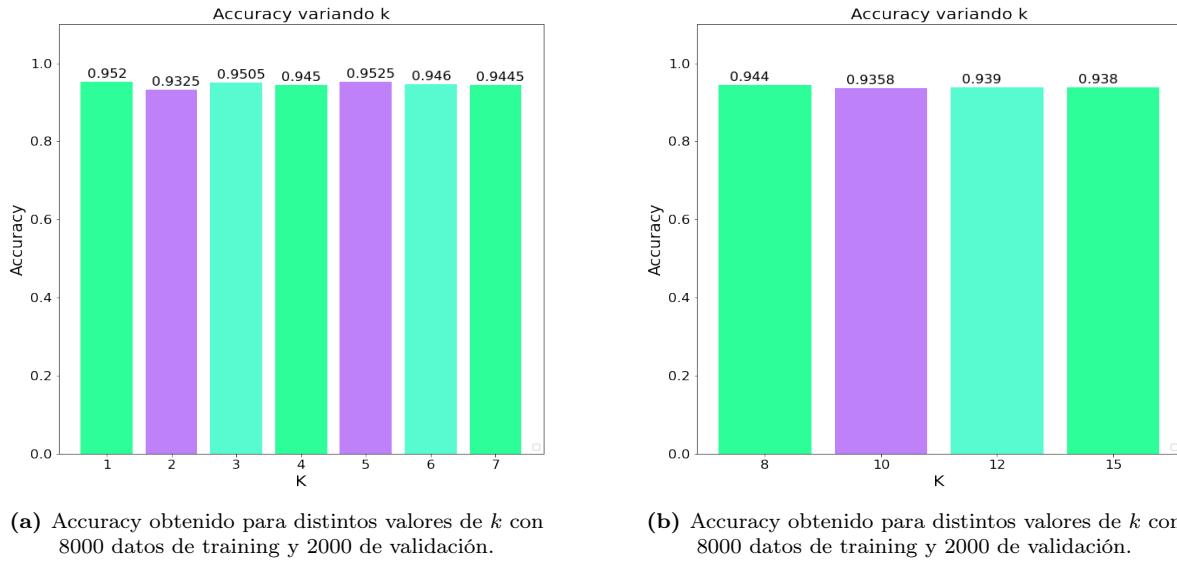 Accuracy variando k
Accuracy
1.0
0.8
0.6
0.4
0.2
0.0
0.952 0.9325 0.9505 0.945 0.9525 0.946 0.9445
1 2 3 4 5 6 7
K
(a) Accuracy obtenido para distintos valores de k con
8000 datos de training y 2000 de validación.
Accuracy variando k
Accuracy
1.0
0.8
0.6
0.4
0.2
0.0
0.944 0.9358 0.939 0.938
8 10 12 15
K
(b) Accuracy obtenido para distintos valores de k con
8000 datos de training y 2000 de validación.